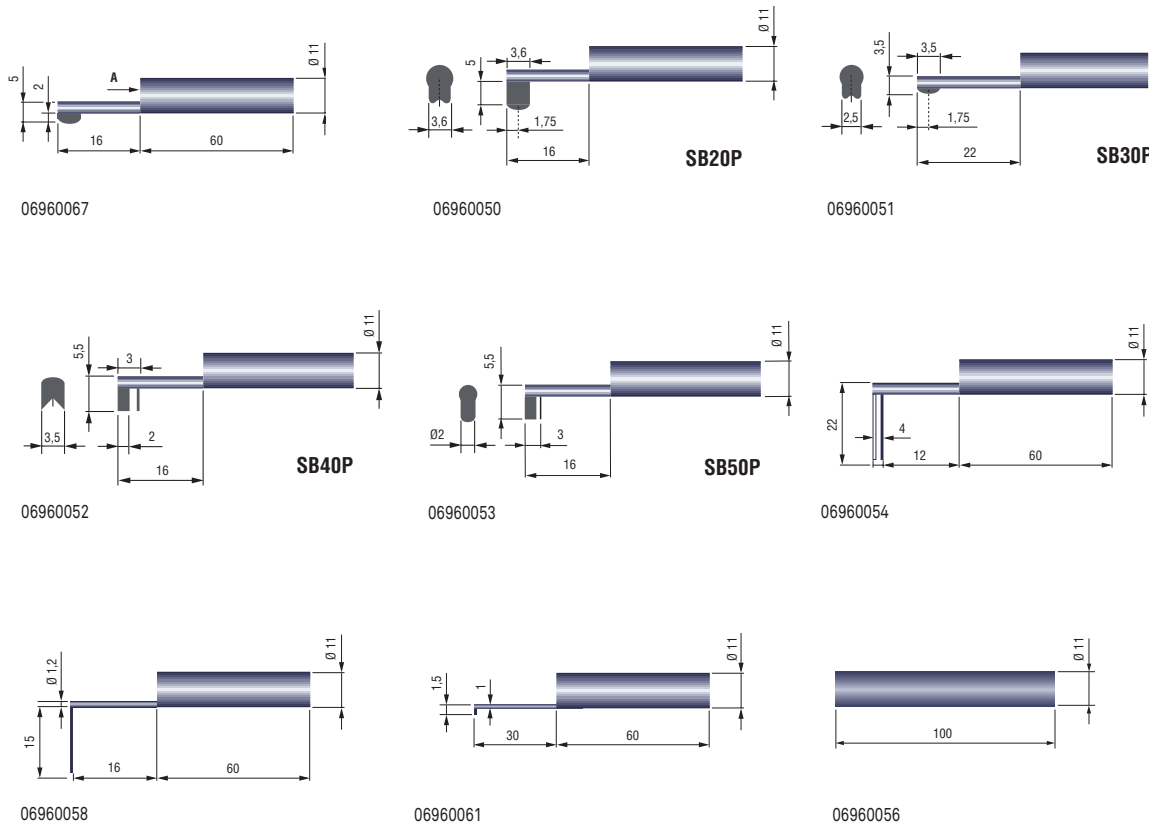 5
2
A
Ø 11
16
60
06960067
3,6
5
Ø 11
3,6
1,75
16
SB20P
06960050
3,5
3,5
2,5
1,75
22
SB30P
06960051
5,5
3
Ø 11
3,5
2
16
SB40P
06960052
5,5
Ø 11
Ø2
3
16
SB50P
06960053
22
Ø 11
4
12
60
06960054
Ø 1,2
Ø 11
15
16
60
06960058
1,5
1
Ø 11
30
60
06960061
Ø 11
100
06960056